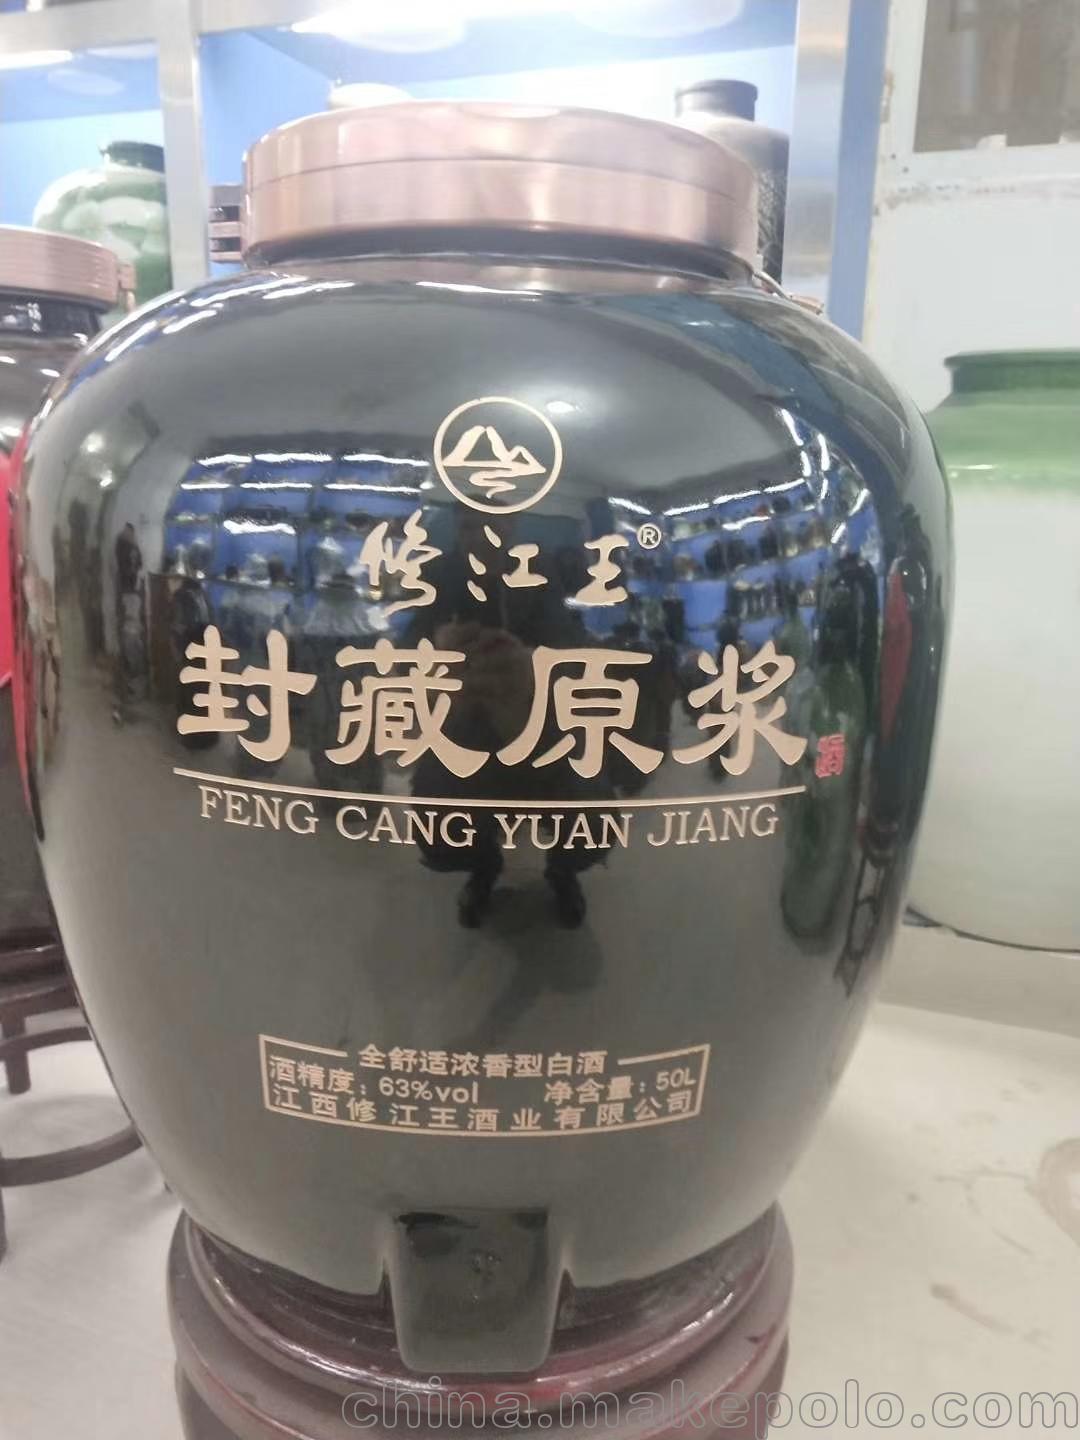 修江王®
封藏原浆
酒
FENG CANG YUAN JIANG
全舒适浓香型白酒
酒精度：63%vol 净含量：50L
江西修江王酒业有限公司
china.makepolo.com